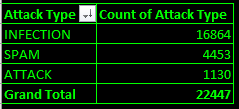 Attack Type Count of Attack Type
INFECTION 16864
SPAM 4453
ATTACK 1130
Grand Total 22447